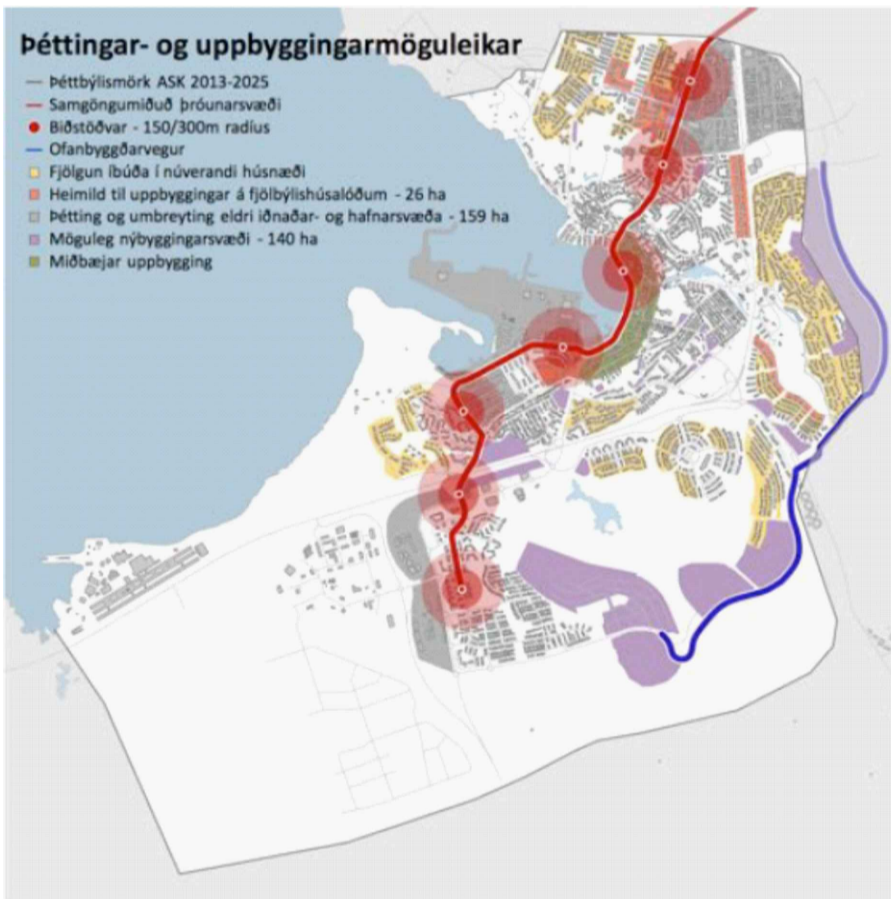 Þéttingar- og uppbyggingarmöguleikar
Þéttbýlismörk ASK 2013-2025
Samgöngumiðuð þróunarsvæði
Biðstöðvar - 150/300m radíus
Ofanbyggðarvegur
Fjölgun íbúða í núverandi húsnæði
Heimild til uppbyggingar á fjölbýlishúsalóðum - 26 ha
Þétting og umbreyting eldri iðnaðar- og hafnarsvæða - 159 ha
Möguleg nýbyggingarsvæði - 140 ha
Miðbæjar uppbygging